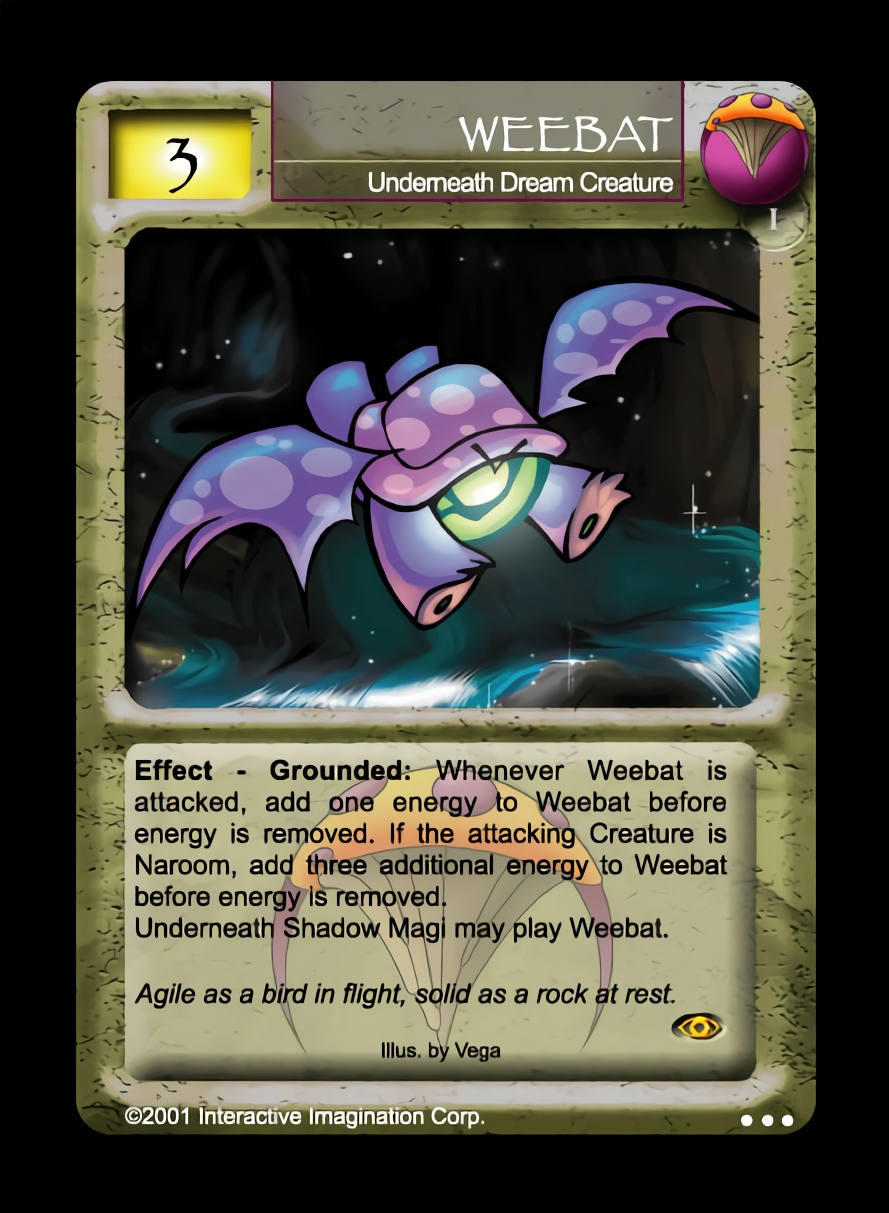 3
WEEBAT
Underneath Dream Creature
I
Effect - Grounded: Whenever Weebat is
attacked, add one energy to Weebat before
energy is removed. If the attacking Creature is
Naroom, add three additional energy to Weebat
before energy is removed.
Underneath Shadow Magi may play Weebat.
Agile as a bird in flight, solid as a rock at rest.
Illus. by Vega
©2001 Interactive Imagination Corp.